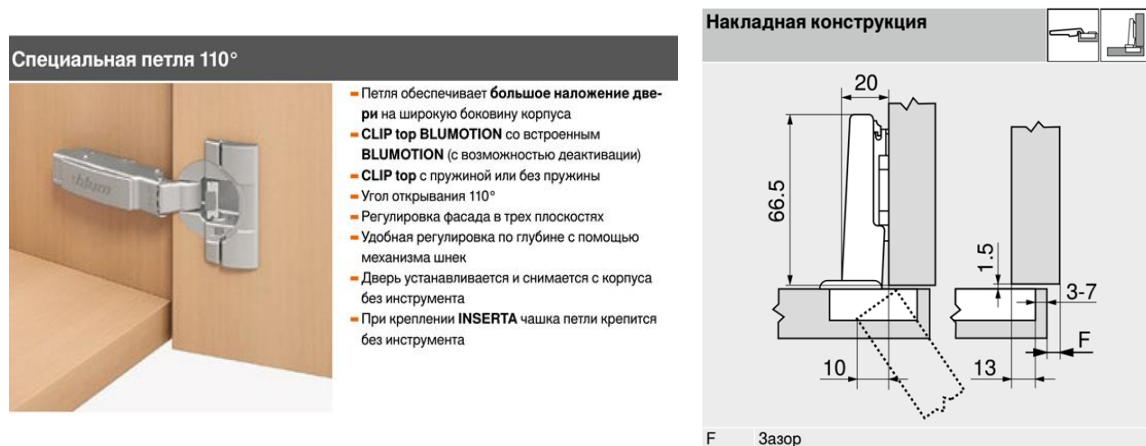 Специальная петля 110°
blum
Петля обеспечивает большое наложение две-
ри на широкую боковину корпуса
CLIP top BLUMOTION со встроенным
BLUMOTION (с возможностью деактивации)
CLIP top с пружиной или без пружины
Угол открывания 110°
Регулировка фасада в трех плоскостях
Удобная регулировка по глубине с помощью
механизма шнек
Дверь устанавливается и снимается с корпуса
без инструмента
При креплении INSERTA чашка петли крепится
без инструмента
Накладная конструкция
20
66.5
1.5
3-7
F
10
13
F Зазор